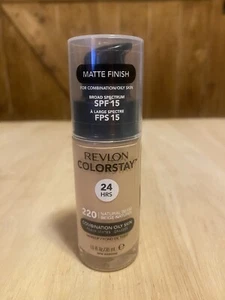 MATTE FINISH
FOR COMBINATION/OILY SKIN
BROAD SPECTRUM
SPF 15
A LARGE SPECTRE
FPS 15
REVLON
COLORSTAY
24
HRS
320
COMBINATION/OILY SKIN